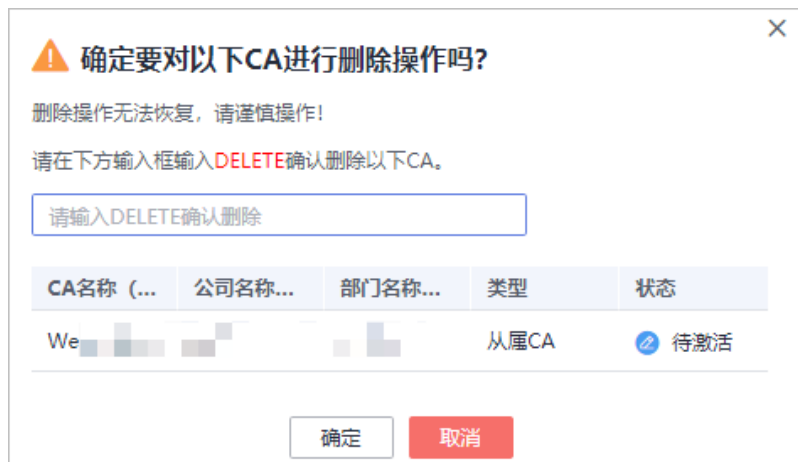 确定要对以下CA进行删除操作吗?
删除操作无法恢复，请谨慎操作!
请在下方输入框输入DELETE确认删除以下CA。
请输入DELETE确认删除
CA名称（... 公司名称... 部门名称... 类型 状态
We 从属CA 待激活
确定 取消